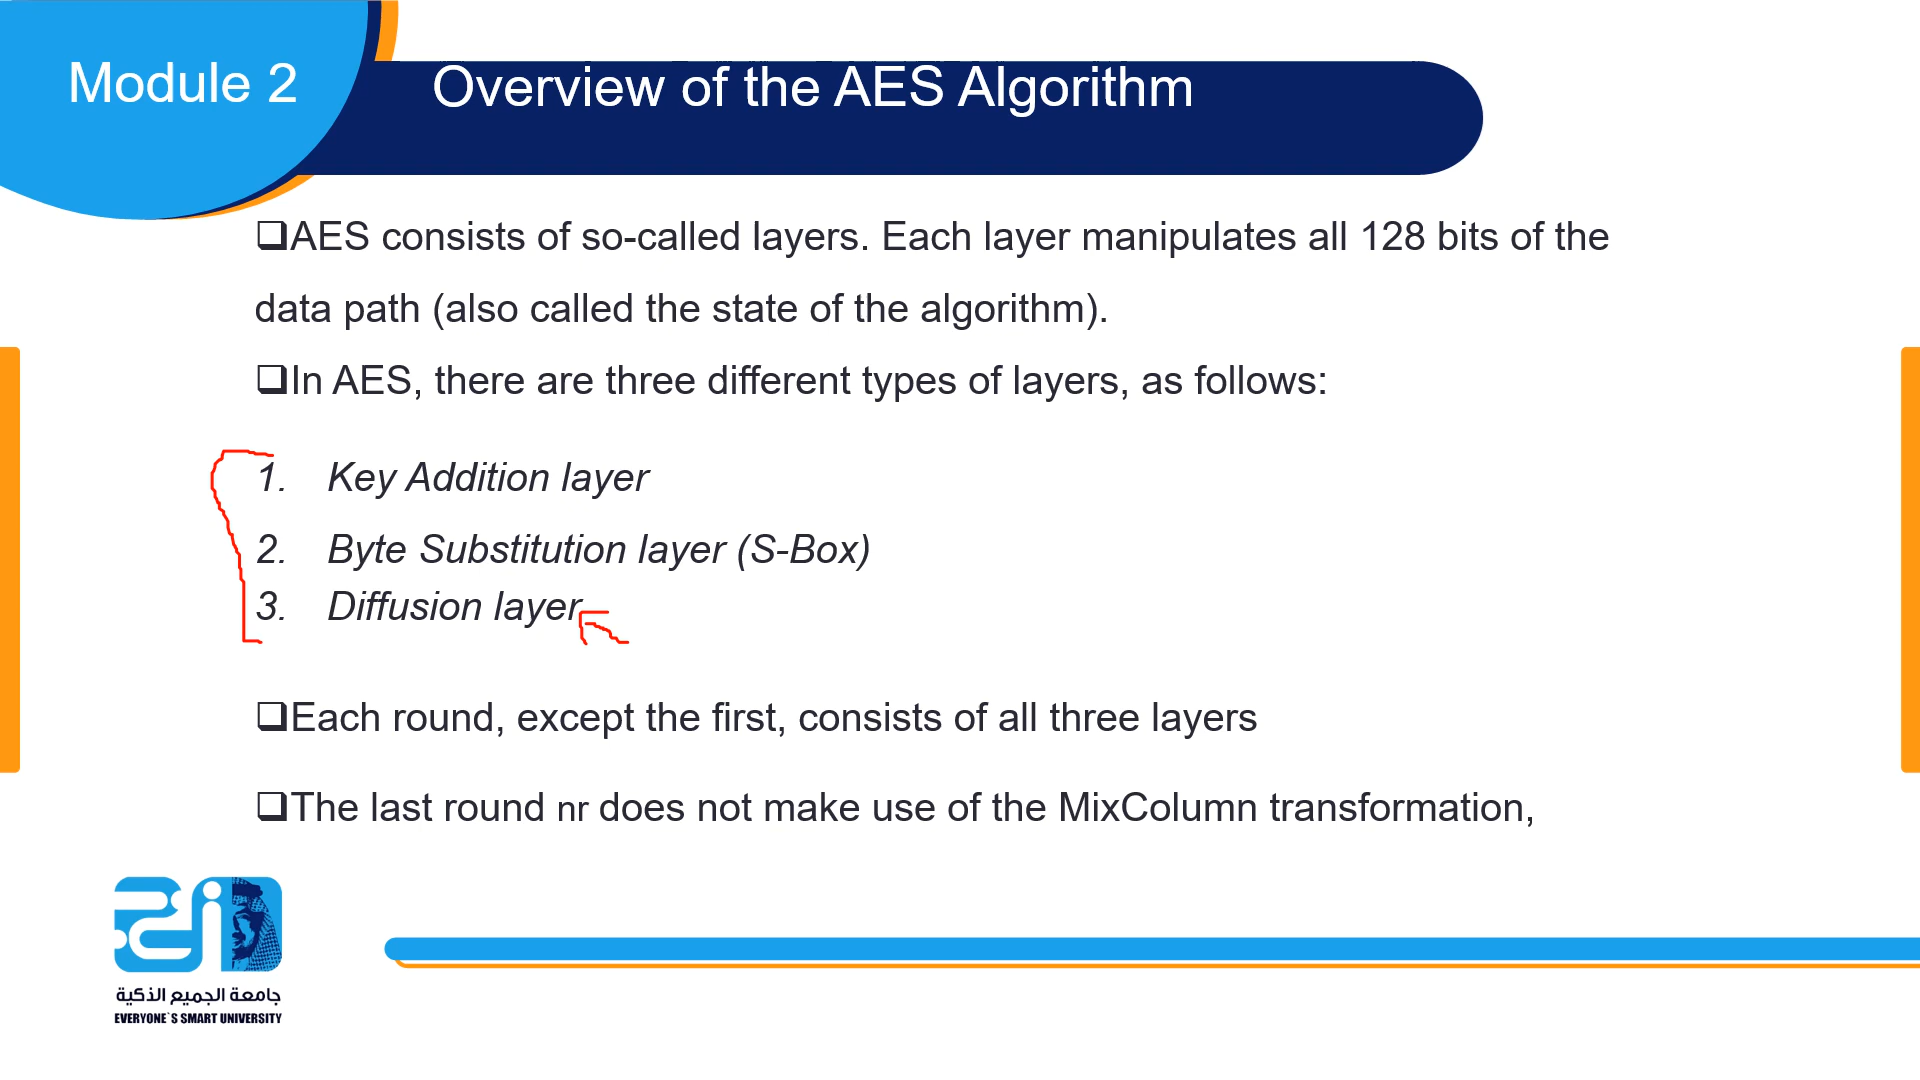 Module 2
Overview of the AES Algorithm
❑AES consists of so-called layers. Each layer manipulates all 128 bits of the
data path (also called the state of the algorithm).
❑In AES, there are three different types of layers, as follows:
1. Key Addition layer
2. Byte Substitution layer (S-Box)
3. Diffusion layer
❑Each round, except the first, consists of all three layers
❑The last round nr does not make use of the MixColumn transformation,
جامعة الجميع الذكية
EVERYONE`S SMART UNIVERSITY